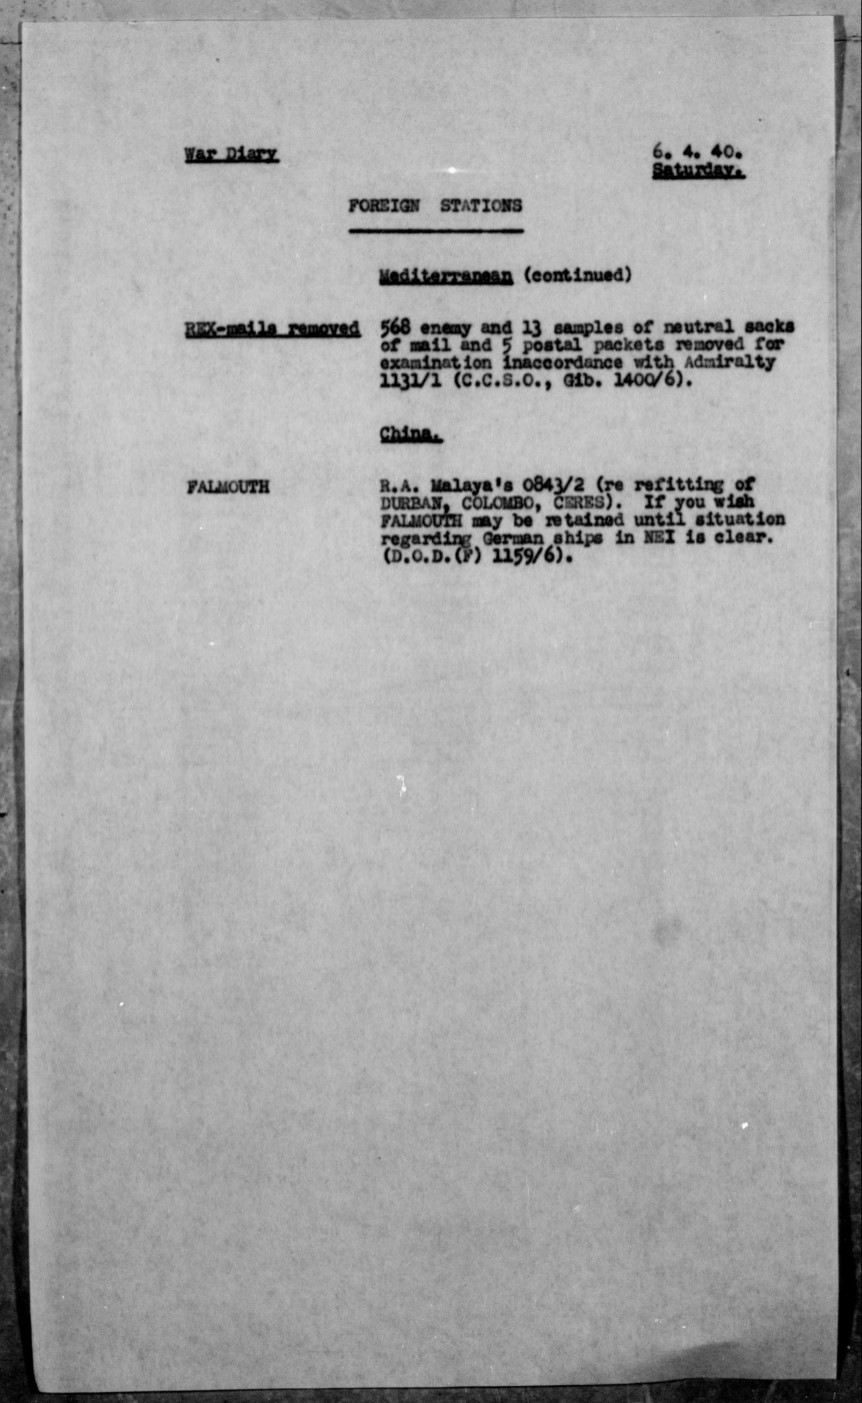 War Diary
6. 4. 40.
Saturday.
FOREIGN STATIONS
Mediterranean (continued)
REX-mails removed 568 enemy and 13 samples of neutral sacks
of mail and 5 postal packets removed for
examination inaccordance with Admiralty
1131/1 (C.C.S.O., Gib. 1400/6).
China.
FALMOUTH R.A. Malaya's 0843/2 (re refitting of
DURBAN, COLOMBO, CERES). If you wish
FALMOUTH may be retained until situation
regarding German ships in NEI is clear.
(D.O.D.(F) 1159/6).